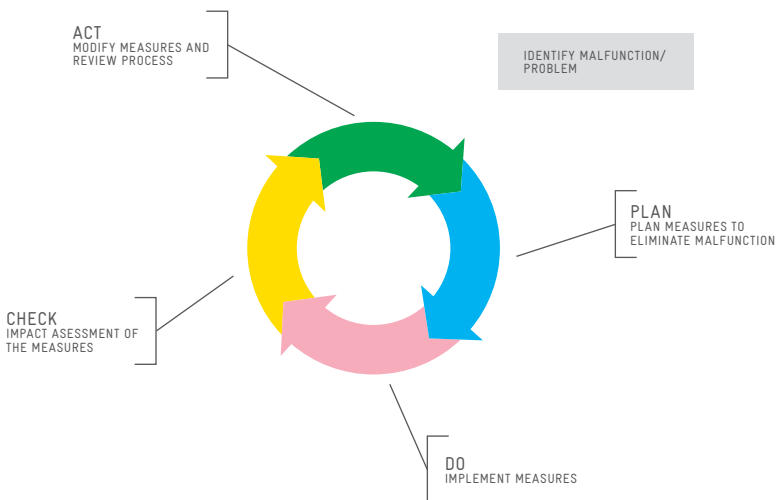 ACT
MODIFY MEASURES AND
REVIEW PROCESS
IDENTIFY MALFUNCTION/
PROBLEM
PLAN
PLAN MEASURES TO
ELIMINATE MALFUNCTION
CHECK
IMPACT ASESSMENT OF
THE MEASURES
DO
IMPLEMENT MEASURES